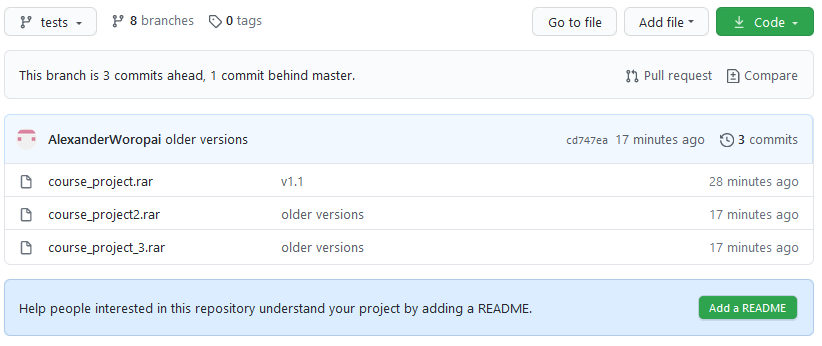 tests 8 branches 0 tags Go to file Add file Code
This branch is 3 commits ahead, 1 commit behind master. Pull request Compare
AlexanderWoropai older versions cd747ea 17 minutes ago 3 commits
course_project.rar v1.1 28 minutes ago
course_project2.rar older versions 17 minutes ago
course_project_3.rar older versions 17 minutes ago
Help people interested in this repository understand your project by adding a README. Add a README